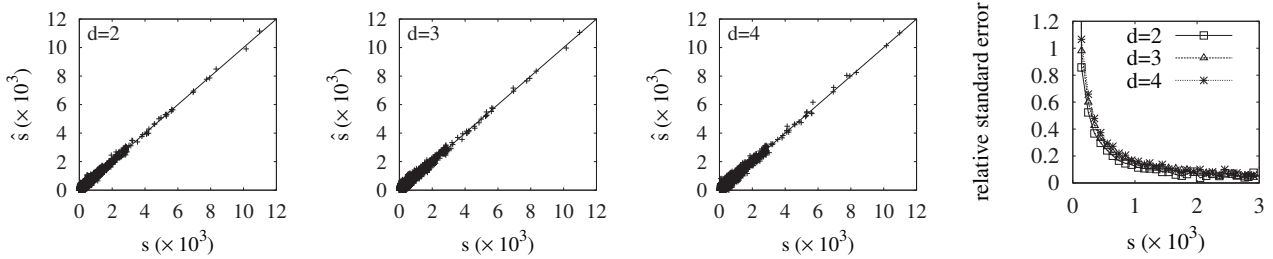 12
10
8
6
4
2
0
ŝ (× 10³)
d=2
0 2 4 6 8 10 12
s (× 10³)
12
10
8
6
4
2
0
ŝ (× 10³)
d=3
0 2 4 6 8 10 12
s (× 10³)
12
10
8
6
4
2
0
ŝ (× 10³)
d=4
0 2 4 6 8 10 12
s (× 10³)
relative standard error
1.2
1
0.8
0.6
0.4
0.2
0
d=2
d=3
d=4
0 1 2 3
s (× 10³)